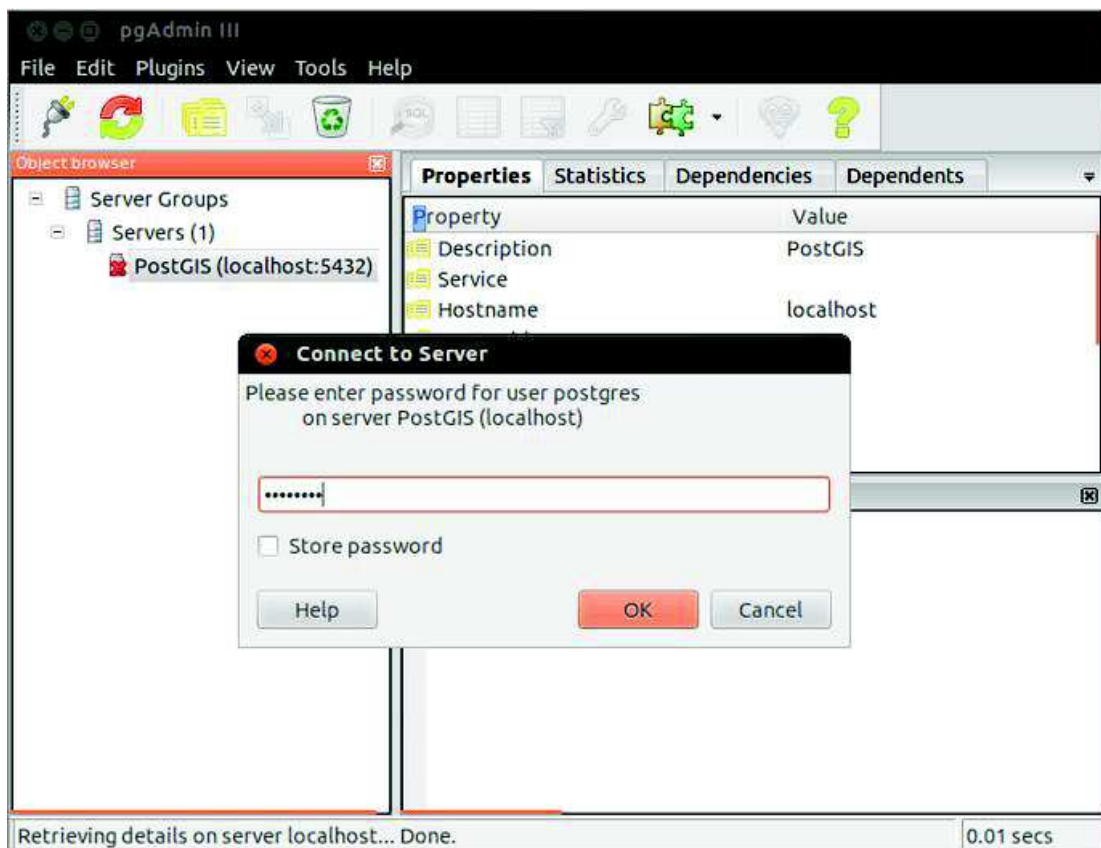 pgAdmin III
File Edit Plugins View Tools Help
SQL
Object browser
Server Groups
Servers (1)
PostGIS (localhost:5432)
Properties Statistics Dependencies Dependents
Property Value
Description PostGIS
Service
Hostname localhost
Connect to Server
Please enter password for user postgres
on server PostGIS (localhost)
••••••••
Store password
Help OK Cancel
Retrieving details on server localhost... Done. 0.01 secs